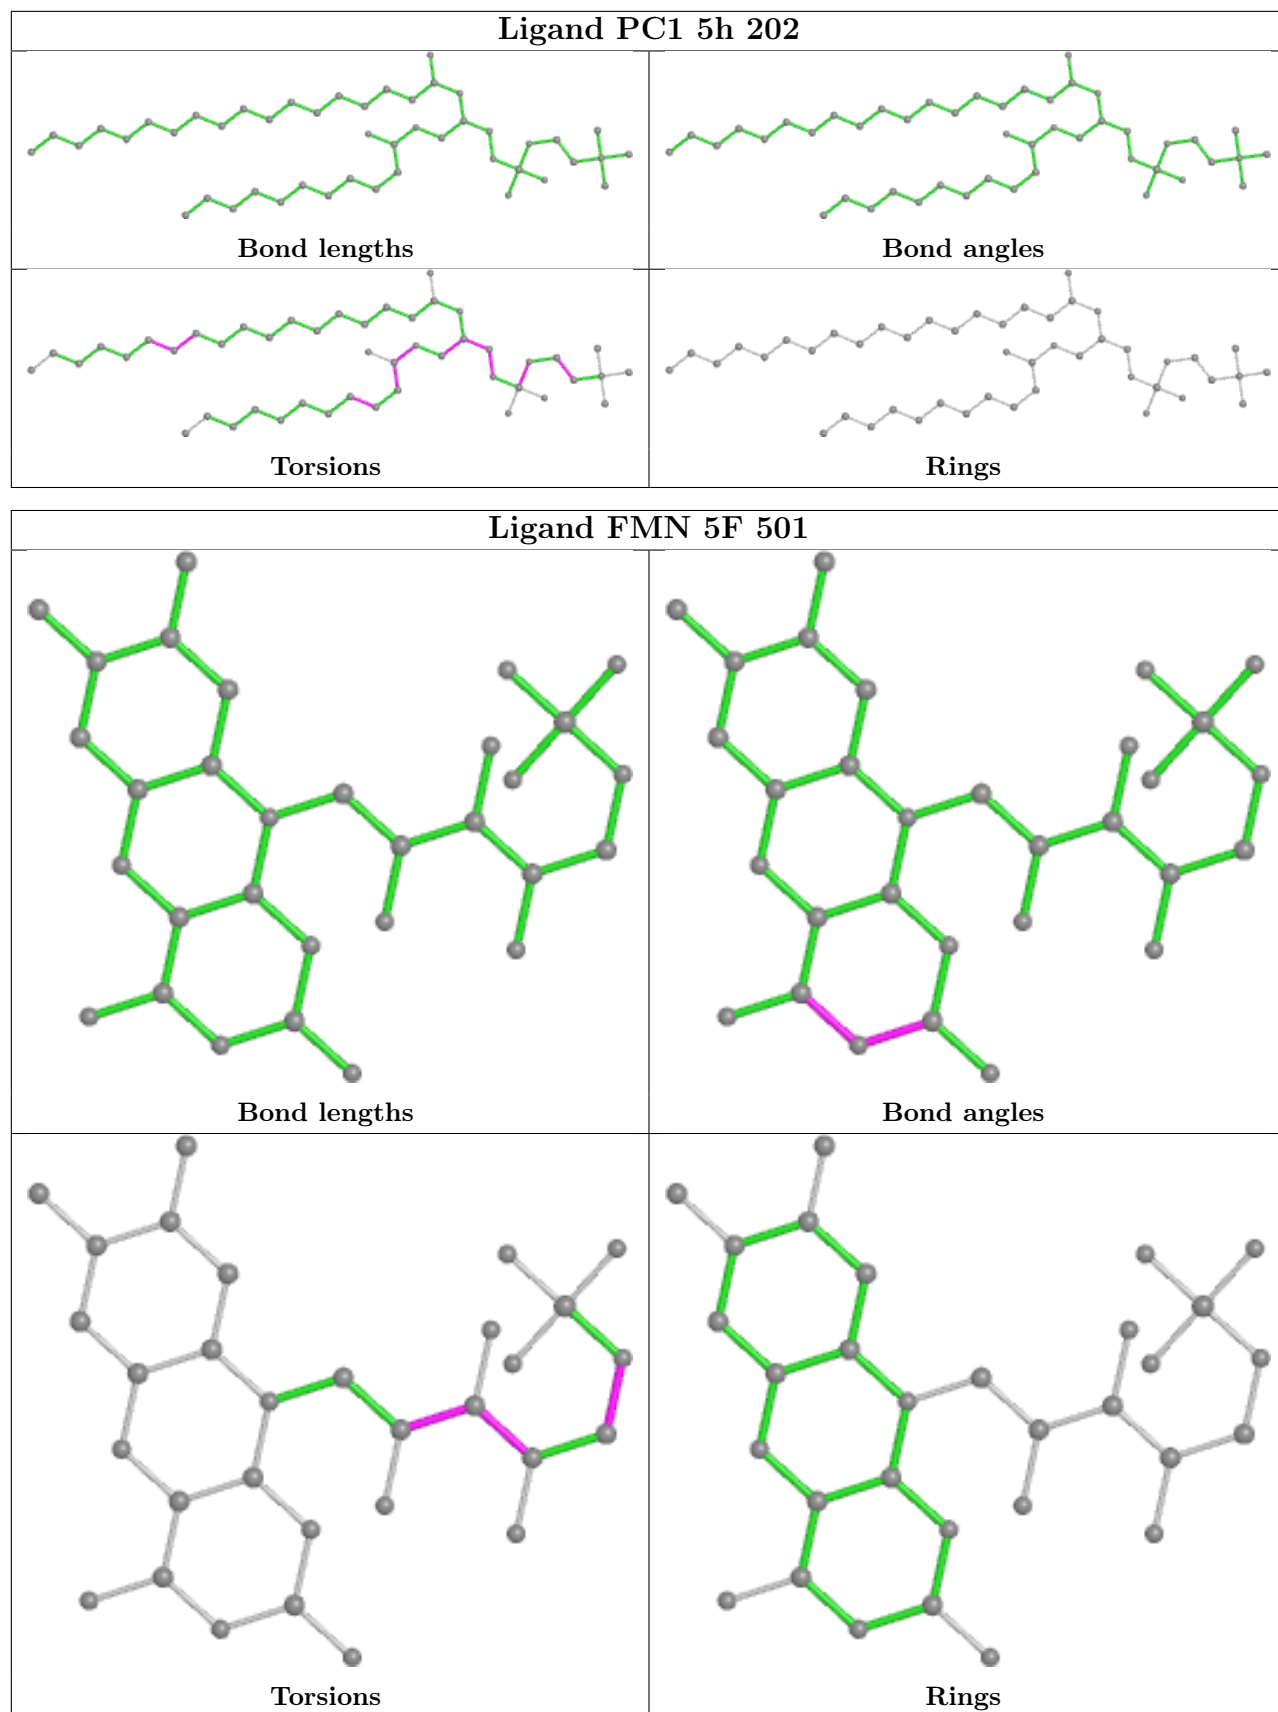 Ligand PC1 5h 202
Bond lengths
Bond angles
Torsions
Rings
Ligand FMN 5F 501
Bond lengths
Bond angles
Torsions
Rings